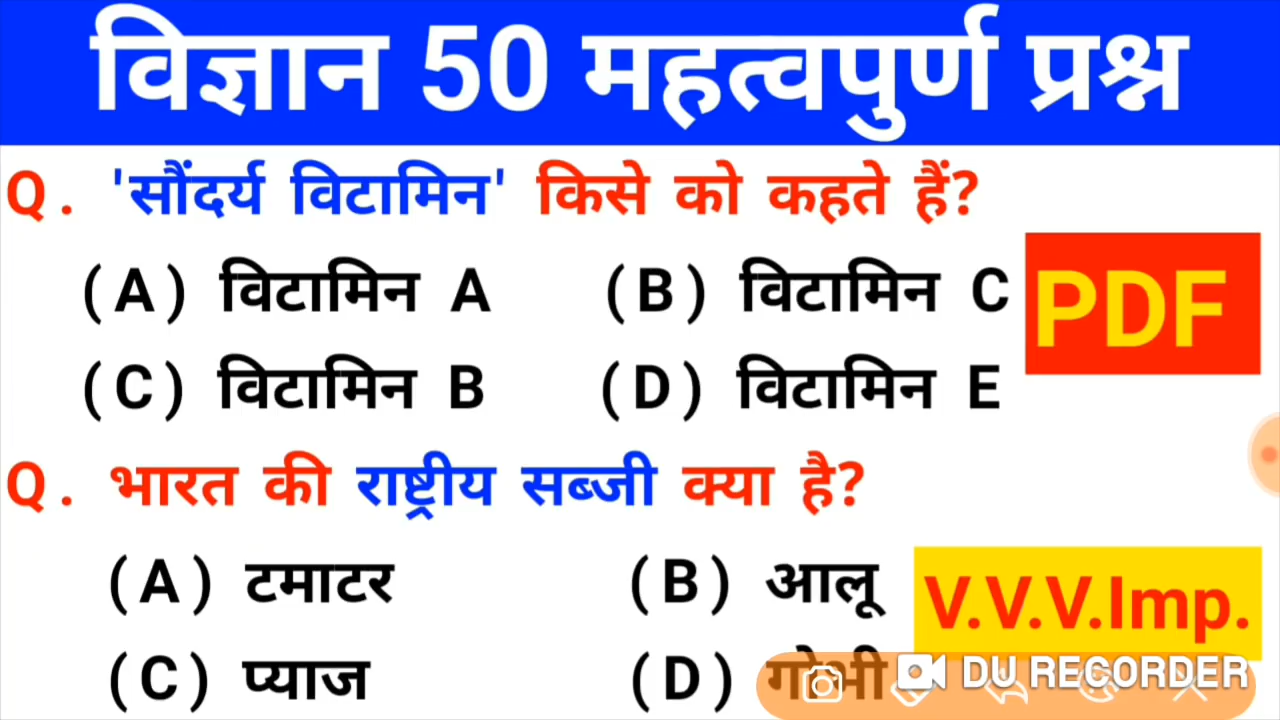 विज्ञान 50 महत्वपुर्ण प्रश्न
Q. 'सौंदर्य विटामिन' किसे को कहते हैं?
(A) विटामिन A (B) विटामिन C
PDF
(C) विटामिन B (D) विटामिन E
Q. भारत की राष्ट्रीय सब्जी क्या है?
(A) टमाटर (B) आलू
V.V.V.Imp.
(C) प्याज (D) गोभी
DU RECORDER